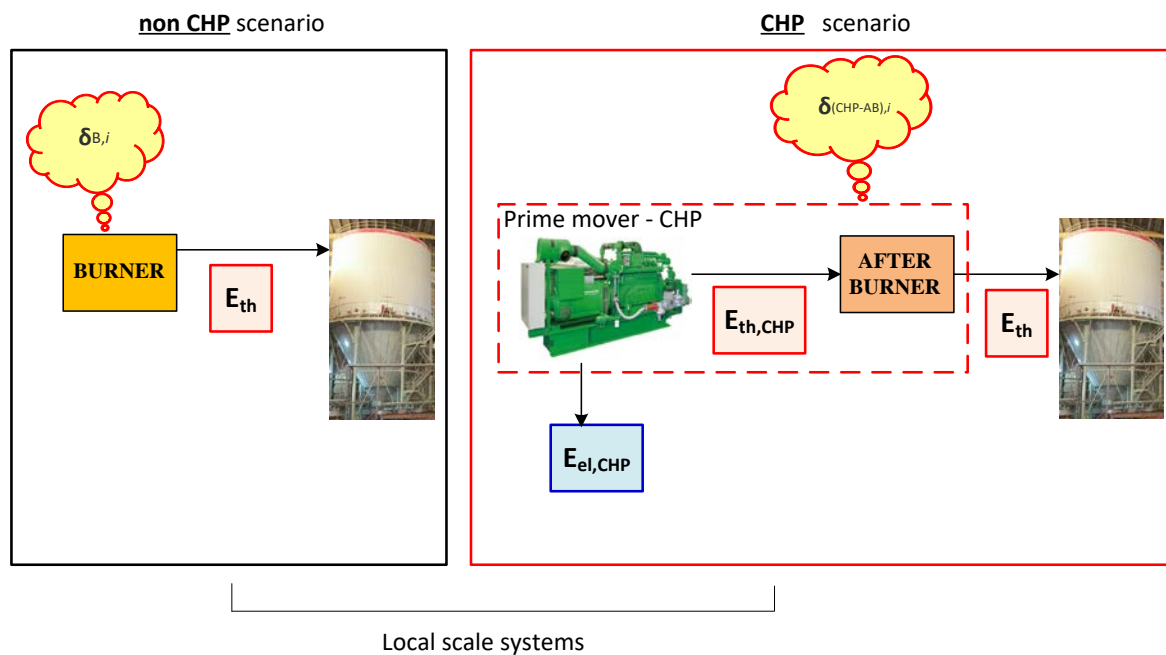 non CHP scenario
CHP scenario
δB,i
δ(CHP-AB),i
BURNER
Eth
Prime mover - CHP
Eth,CHP
AFTER
BURNER
Eth
Eel,CHP
Local scale systems